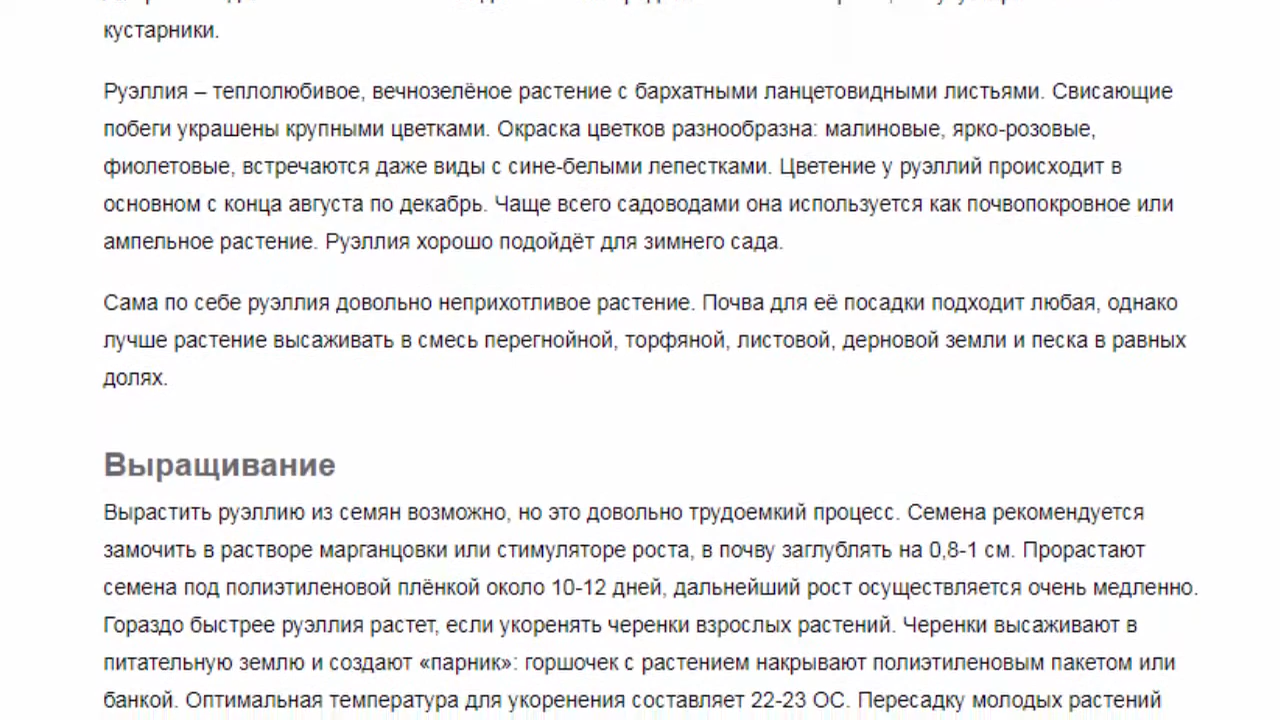 кустарники.
Руэллия – теплолюбивое, вечнозелёное растение с бархатными ланцетовидными листьями. Свисающие
побеги украшены крупными цветками. Окраска цветков разнообразна: малиновые, ярко-розовые,
фиолетовые, встречаются даже виды с сине-белыми лепестками. Цветение у руэллий происходит в
основном с конца августа по декабрь. Чаще всего садоводами она используется как почвопокровное или
ампельное растение. Руэллия хорошо подойдёт для зимнего сада.
Сама по себе руэллия довольно неприхотливое растение. Почва для её посадки подходит любая, однако
лучше растение высаживать в смесь перегнойной, торфяной, листовой, дерновой земли и песка в равных
долях.
Выращивание
Вырастить руэллию из семян возможно, но это довольно трудоемкий процесс. Семена рекомендуется
замочить в растворе марганцовки или стимуляторе роста, в почву заглублять на 0,8-1 см. Прорастают
семена под полиэтиленовой плёнкой около 10-12 дней, дальнейший рост осуществляется очень медленно.
Гораздо быстрее руэллия растет, если укоренять черенки взрослых растений. Черенки высаживают в
питательную землю и создают «парник»: горшочек с растением накрывают полиэтиленовым пакетом или
банкой. Оптимальная температура для укоренения составляет 22-23 ОС. Пересадку молодых растений